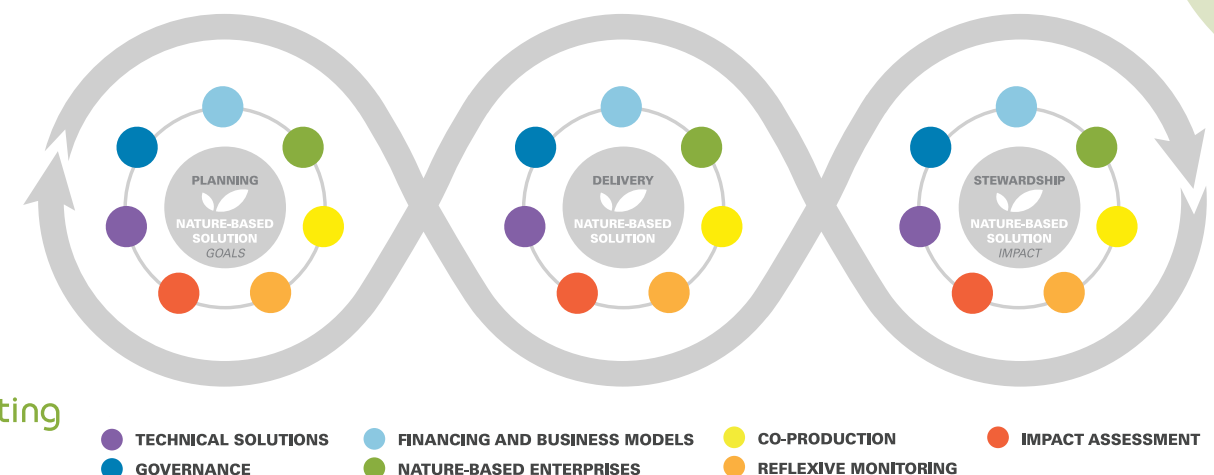 PLANNING
NATURE-BASED
SOLUTION
GOALS
DELIVERY
NATURE-BASED
SOLUTION
STEWARDSHIP
NATURE-BASED
SOLUTION
IMPACT
ting
TECHNICAL SOLUTIONS
FINANCING AND BUSINESS MODELS
CO-PRODUCTION
IMPACT ASSESSMENT
GOVERNANCE
NATURE-BASED ENTERPRISES
REFLEXIVE MONITORING